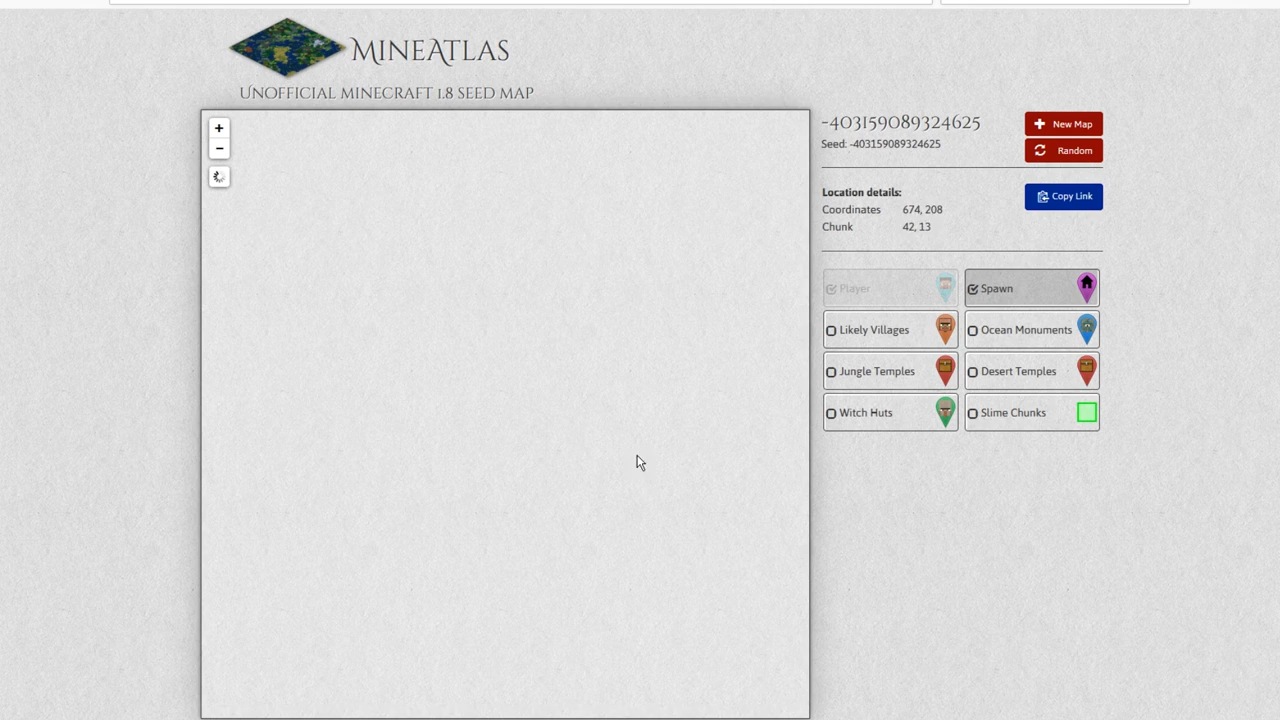 MineAtlas
Unofficial Minecraft 1.8 Seed Map
+
−
-403159089324625
Seed: -403159089324625
New Map
Random
Location details:
Coordinates 674, 208
Chunk 42, 13
Copy Link
Player
Spawn
Likely Villages
Ocean Monuments
Jungle Temples
Desert Temples
Witch Huts
Slime Chunks